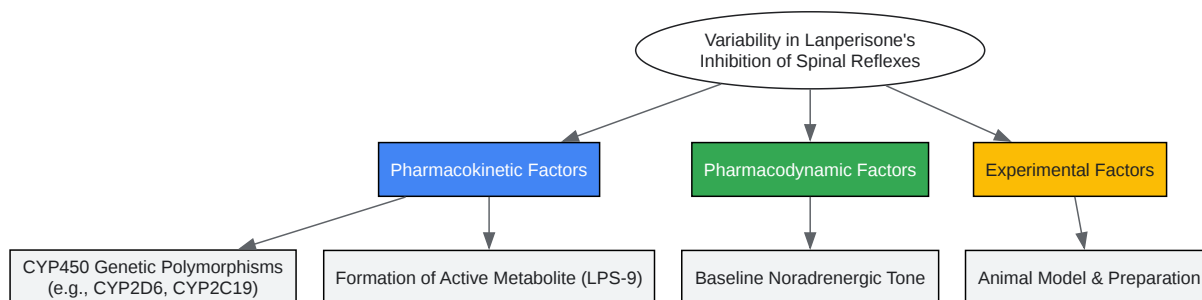 Variability in Lanperisone's
Inhibition of Spinal Reflexes
Pharmacokinetic Factors
Pharmacodynamic Factors
Experimental Factors
CYP450 Genetic Polymorphisms
(e.g., CYP2D6, CYP2C19)
Formation of Active Metabolite (LPS-9)
Baseline Noradrenergic Tone
Animal Model & Preparation